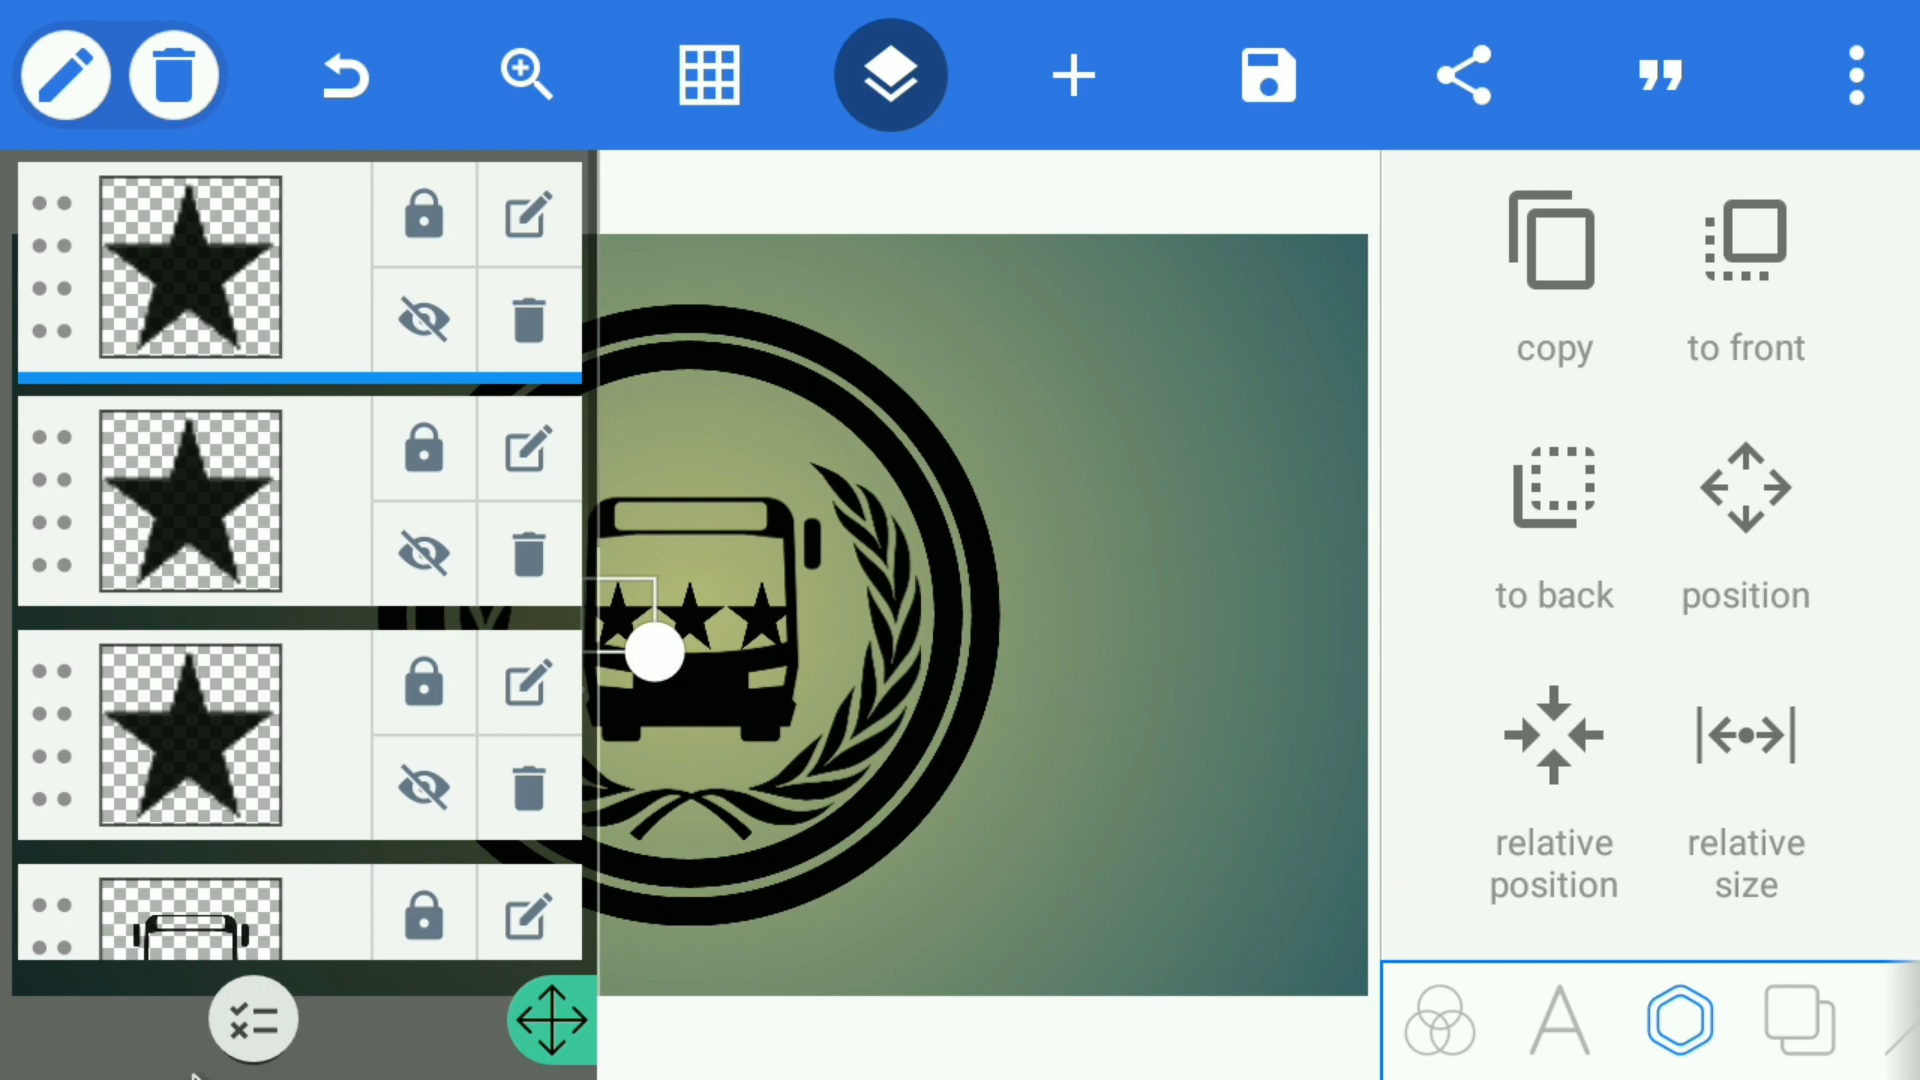 copy
to front
to back
position
relative
position
relative
size